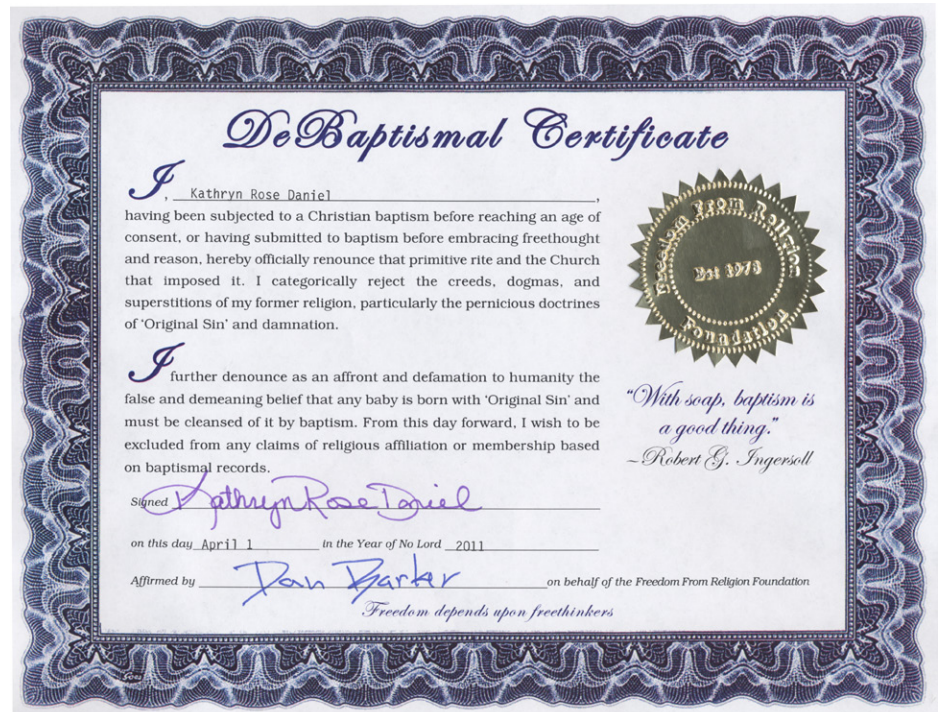 DeBaptismal Certificate
I, Kathryn Rose Daniel,
having been subjected to a Christian baptism before reaching an age of
consent, or having submitted to baptism before embracing freethought
and reason, hereby officially renounce that primitive rite and the Church
that imposed it. I categorically reject the creeds, dogmas, and
superstitions of my former religion, particularly the pernicious doctrines
of ‘Original Sin’ and damnation.
I further denounce as an affront and defamation to humanity the
false and demeaning belief that any baby is born with ‘Original Sin’ and
must be cleansed of it by baptism. From this day forward, I wish to be
excluded from any claims of religious affiliation or membership based
on baptismal records.
Signed Kathryn Rose Daniel
on this day April 1 in the Year of No Lord 2011
Affirmed by Dan Barker on behalf of the Freedom From Religion Foundation
Freedom depends upon freethinkers
Freedom From Religion
Est 1978
Foundation
“With soap, baptism is
a good thing.”
~Robert G. Ingersoll
Goes